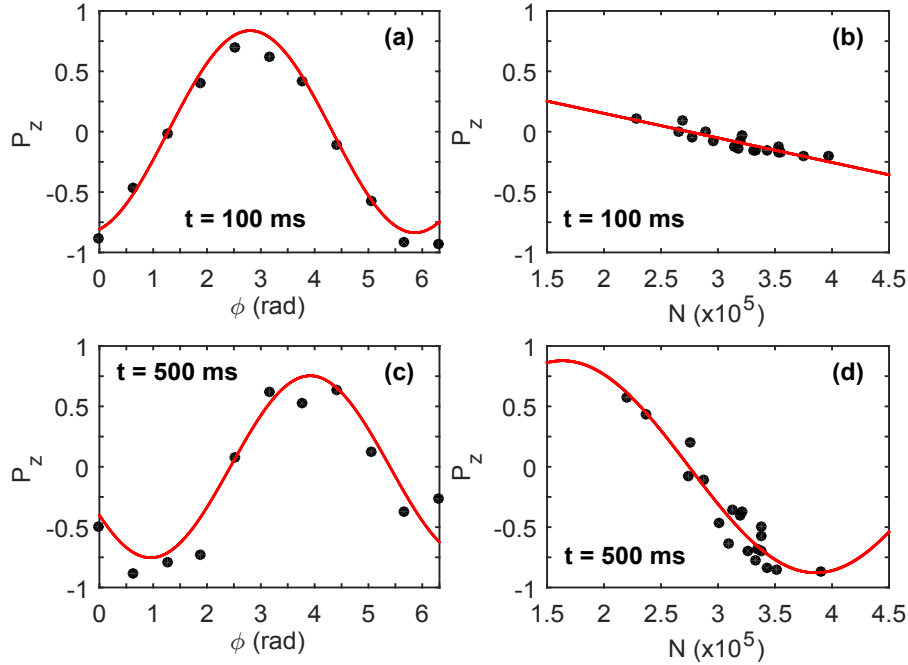 1
0.5
0
-0.5
-1
P_z
(a)
t = 100 ms
0 1 2 3 4 5 6
ϕ (rad)
1
0.5
0
-0.5
-1
P_z
(b)
t = 100 ms
1.5 2 2.5 3 3.5 4 4.5
N (x10^5)
1
0.5
0
-0.5
-1
P_z
t = 500 ms
(c)
0 1 2 3 4 5 6
ϕ (rad)
1
0.5
0
-0.5
-1
P_z
(d)
t = 500 ms
1.5 2 2.5 3 3.5 4 4.5
N (x10^5)